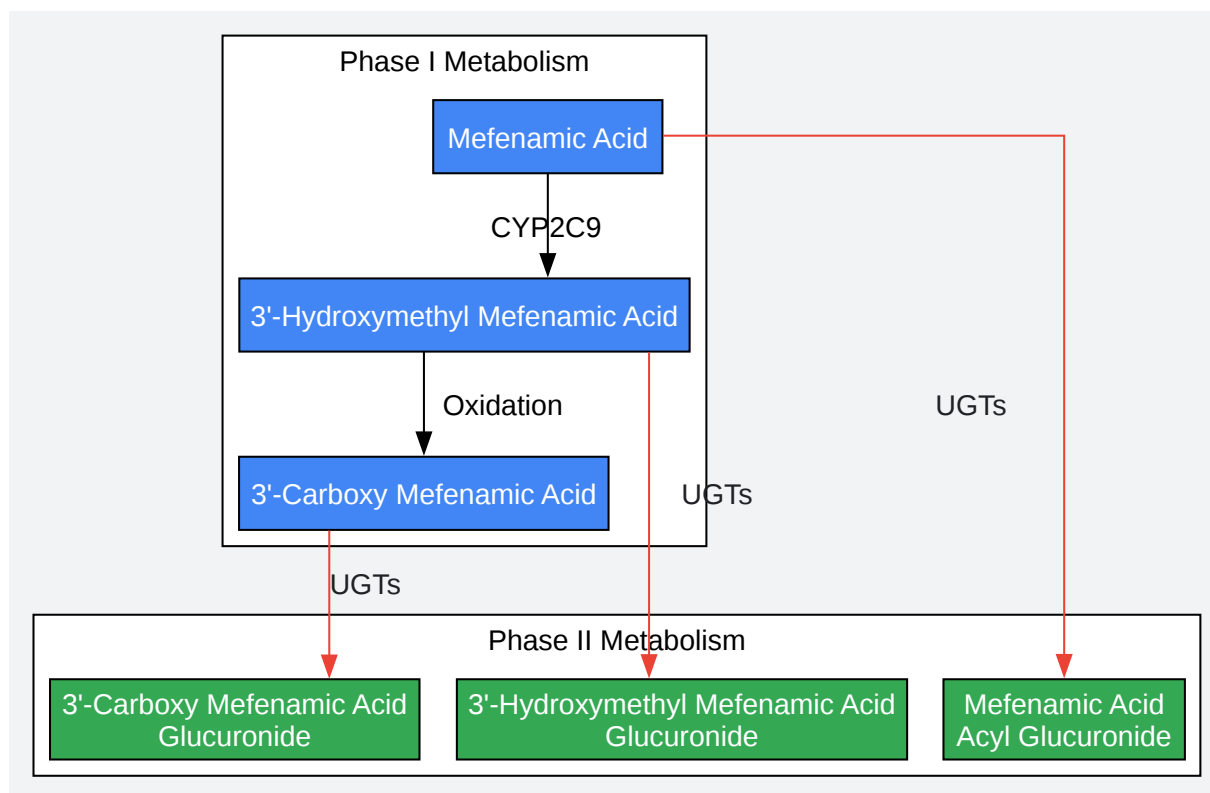 Phase I Metabolism
Mefenamic Acid
CYP2C9
3'-Hydroxymethyl Mefenamic Acid
Oxidation
UGTs
3'-Carboxy Mefenamic Acid
UGTs
UGTs
Phase II Metabolism
3'-Carboxy Mefenamic Acid
Glucuronide
3'-Hydroxymethyl Mefenamic Acid
Glucuronide
Mefenamic Acid
Acyl Glucuronide